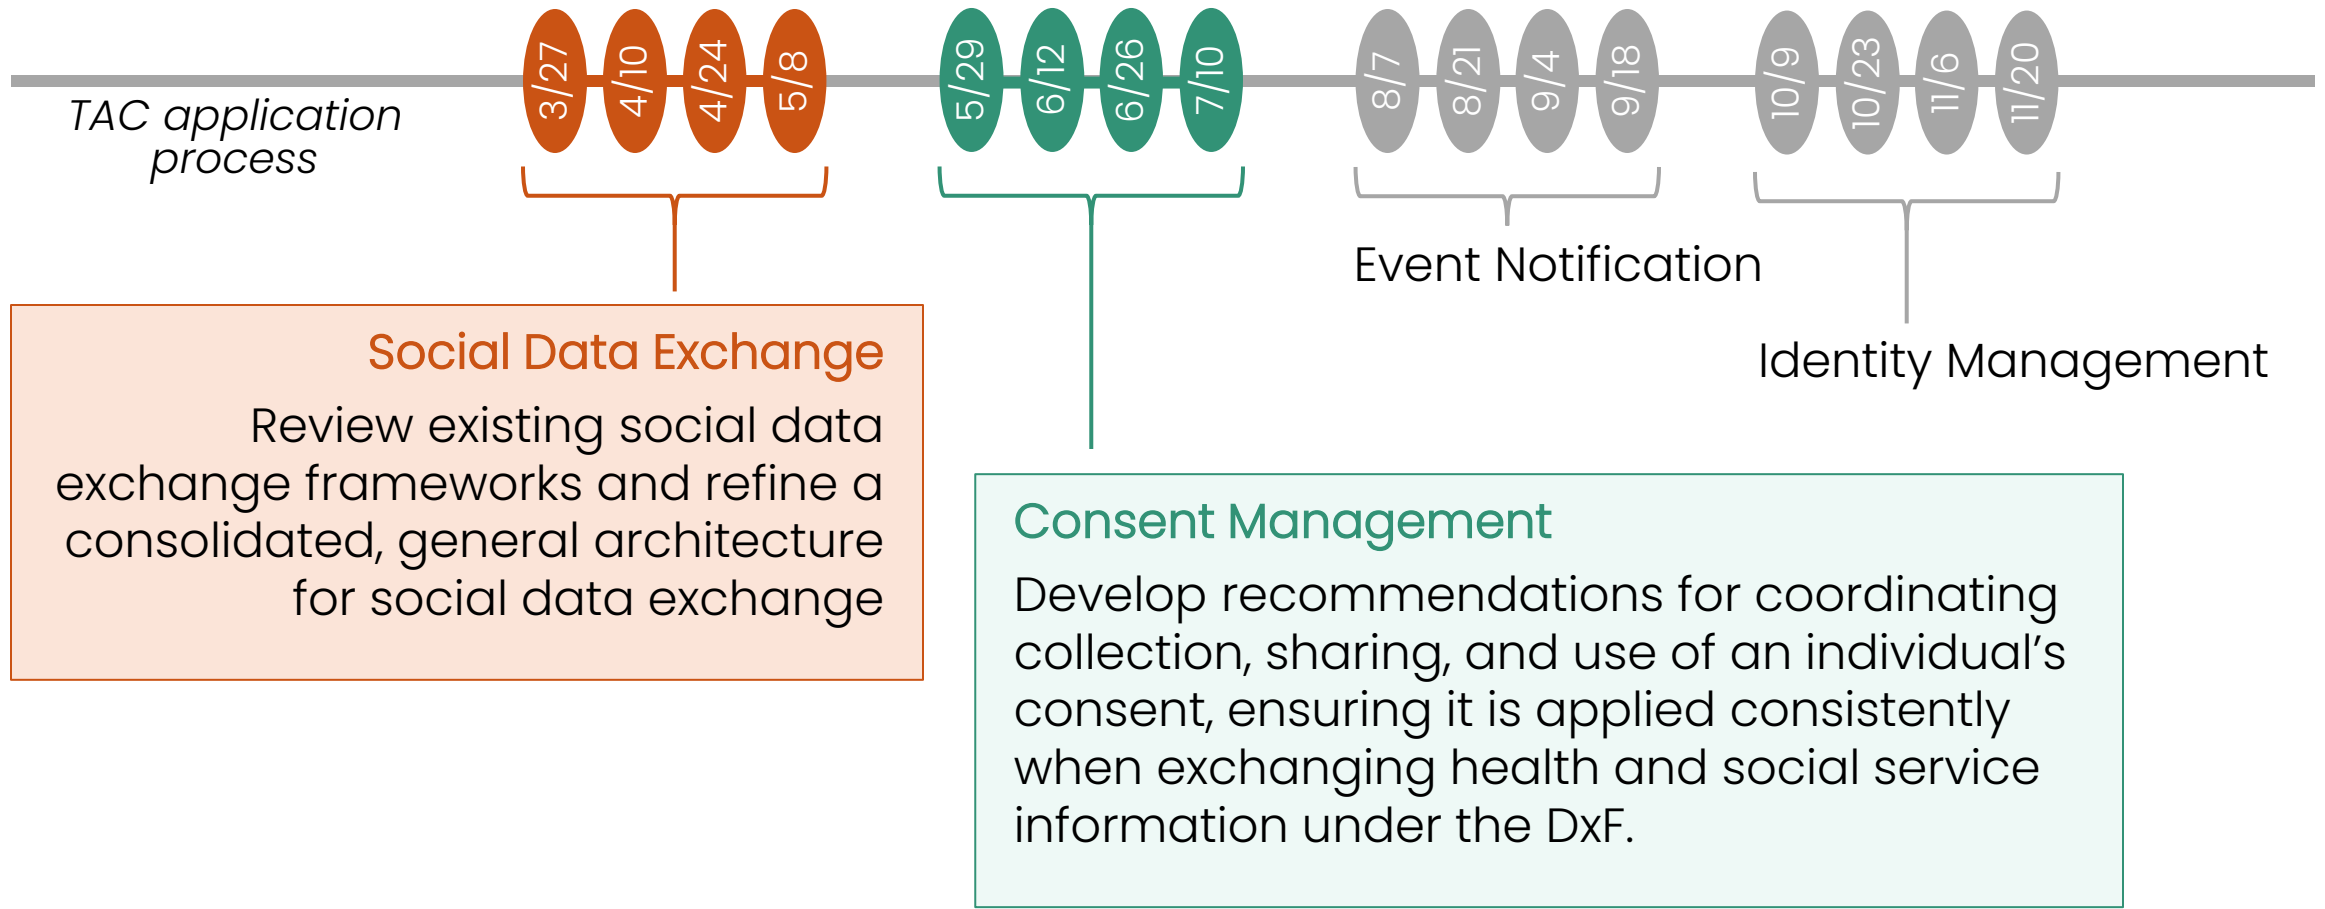 3/27
4/10
4/24
5/8
5/29
6/12
6/26
7/10
8/7
8/21
9/4
9/18
10/9
10/23
11/6
11/20
TAC application
process
Event Notification
Identity Management
Social Data Exchange
Review existing social data
exchange frameworks and refine a
consolidated, general architecture
for social data exchange
Consent Management
Develop recommendations for coordinating
collection, sharing, and use of an individual’s
consent, ensuring it is applied consistently
when exchanging health and social service
information under the DxF.